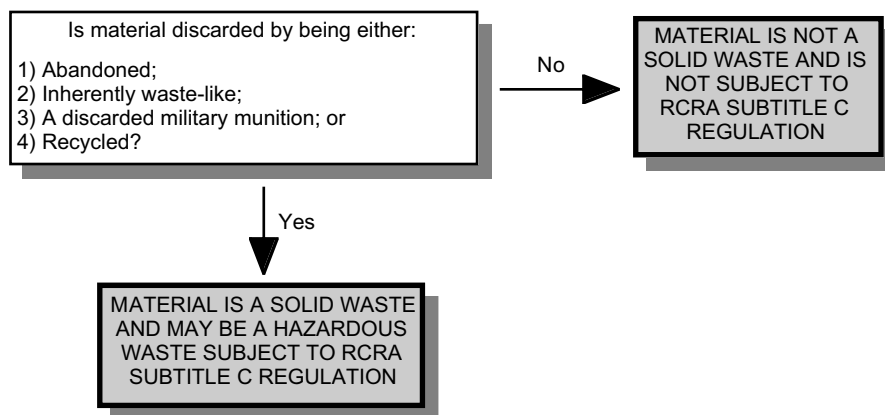 Is material discarded by being either:
1) Abandoned;
2) Inherently waste-like;
3) A discarded military munition; or
4) Recycled?
No
MATERIAL IS NOT A
SOLID WASTE AND IS
NOT SUBJECT TO
RCRA SUBTITLE C
REGULATION
Yes
MATERIAL IS A SOLID WASTE
AND MAY BE A HAZARDOUS
WASTE SUBJECT TO RCRA
SUBTITLE C REGULATION